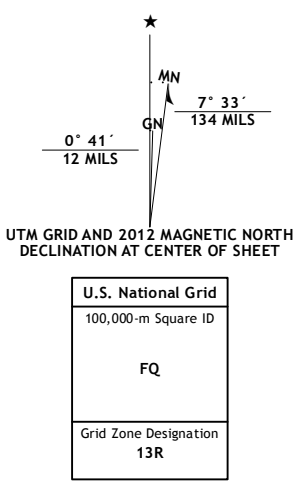 ★
MN
GN
7° 33´
134 MILS
0° 41´
12 MILS
UTM GRID AND 2012 MAGNETIC NORTH
DECLINATION AT CENTER OF SHEET
U.S. National Grid
100,000-m Square ID
FQ
Grid Zone Designation
13R